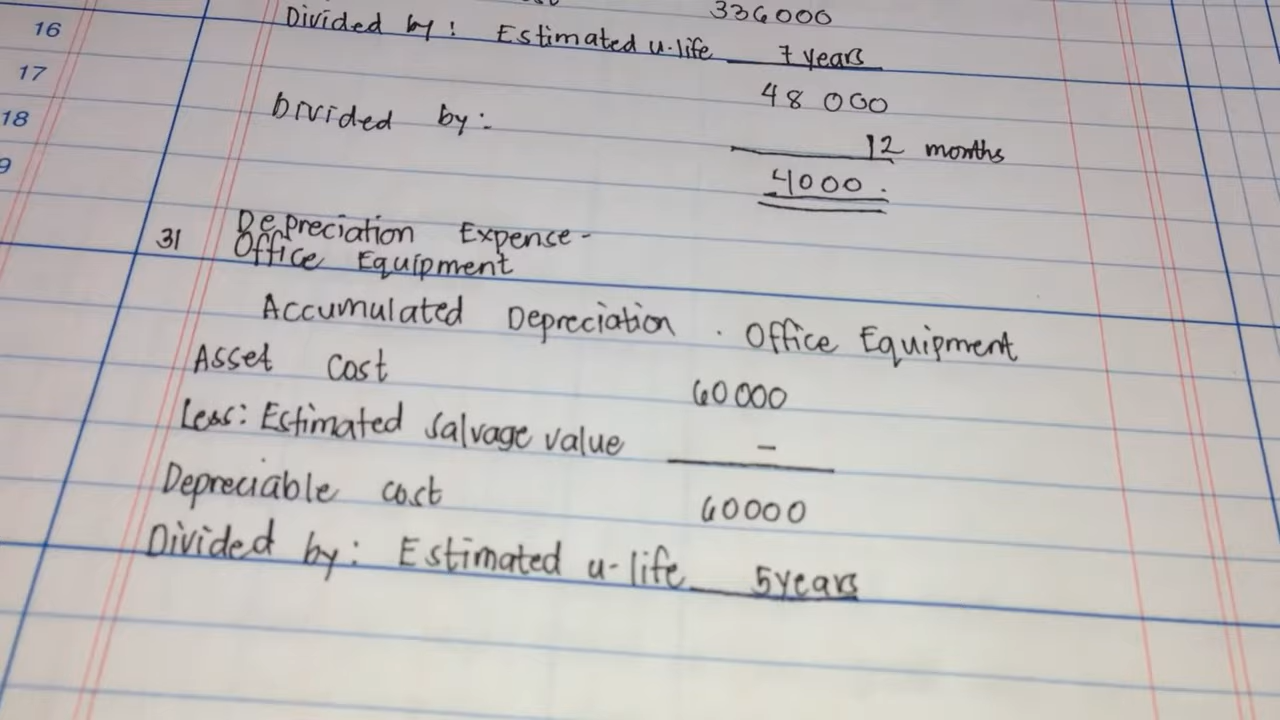 336000
16 Divided by: Estimated u-life 7 years
17 48 000
18 Divided by:- 12 months
9 4000.
31 Depreciation Expense-
Office Equipment
Accumulated Depreciation . Office Equipment
Asset cost 60000
Less: Estimated Salvage value -
Depreciable cost 60000
Divided by: Estimated u-life 5years